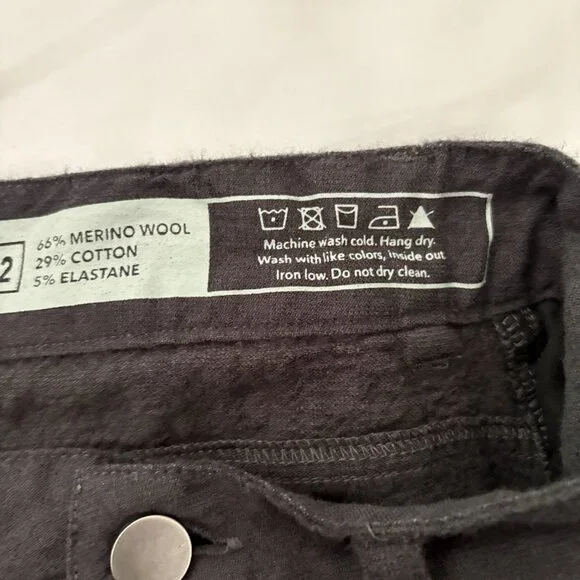 2
66% MERINO WOOL
29% COTTON
5% ELASTANE
Machine wash cold. Hang dry.
Wash with like colors, inside out
Iron low. Do not dry clean.